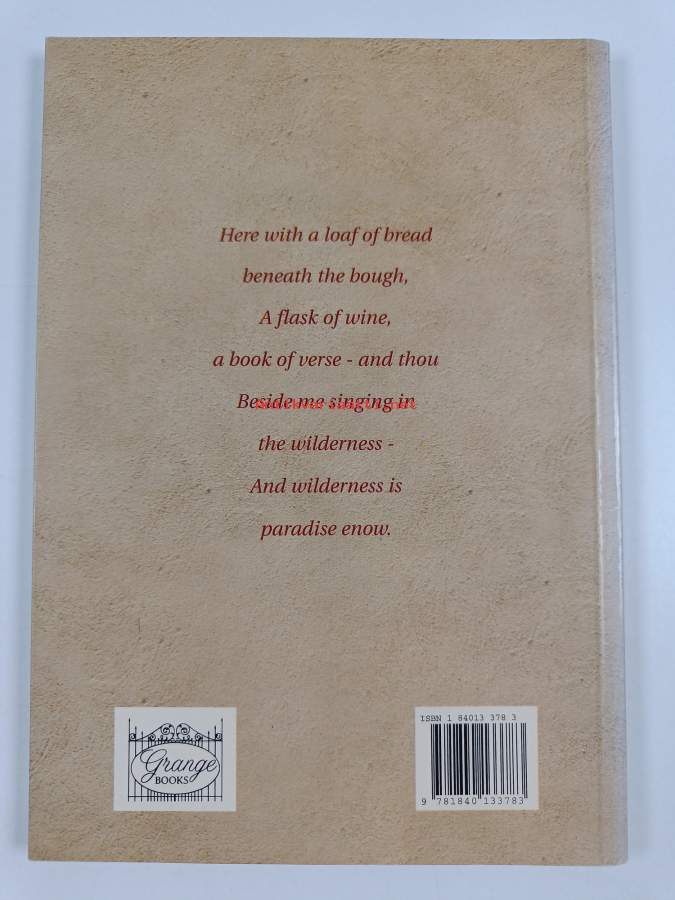 Here with a loaf of bread
beneath the bough,
A flask of wine,
a book of verse - and thou
Beside me singing in
the wilderness -
And wilderness is
paradise enow.
Grange
BOOKS
ISBN 1 84013 378 3
9 781840 133783